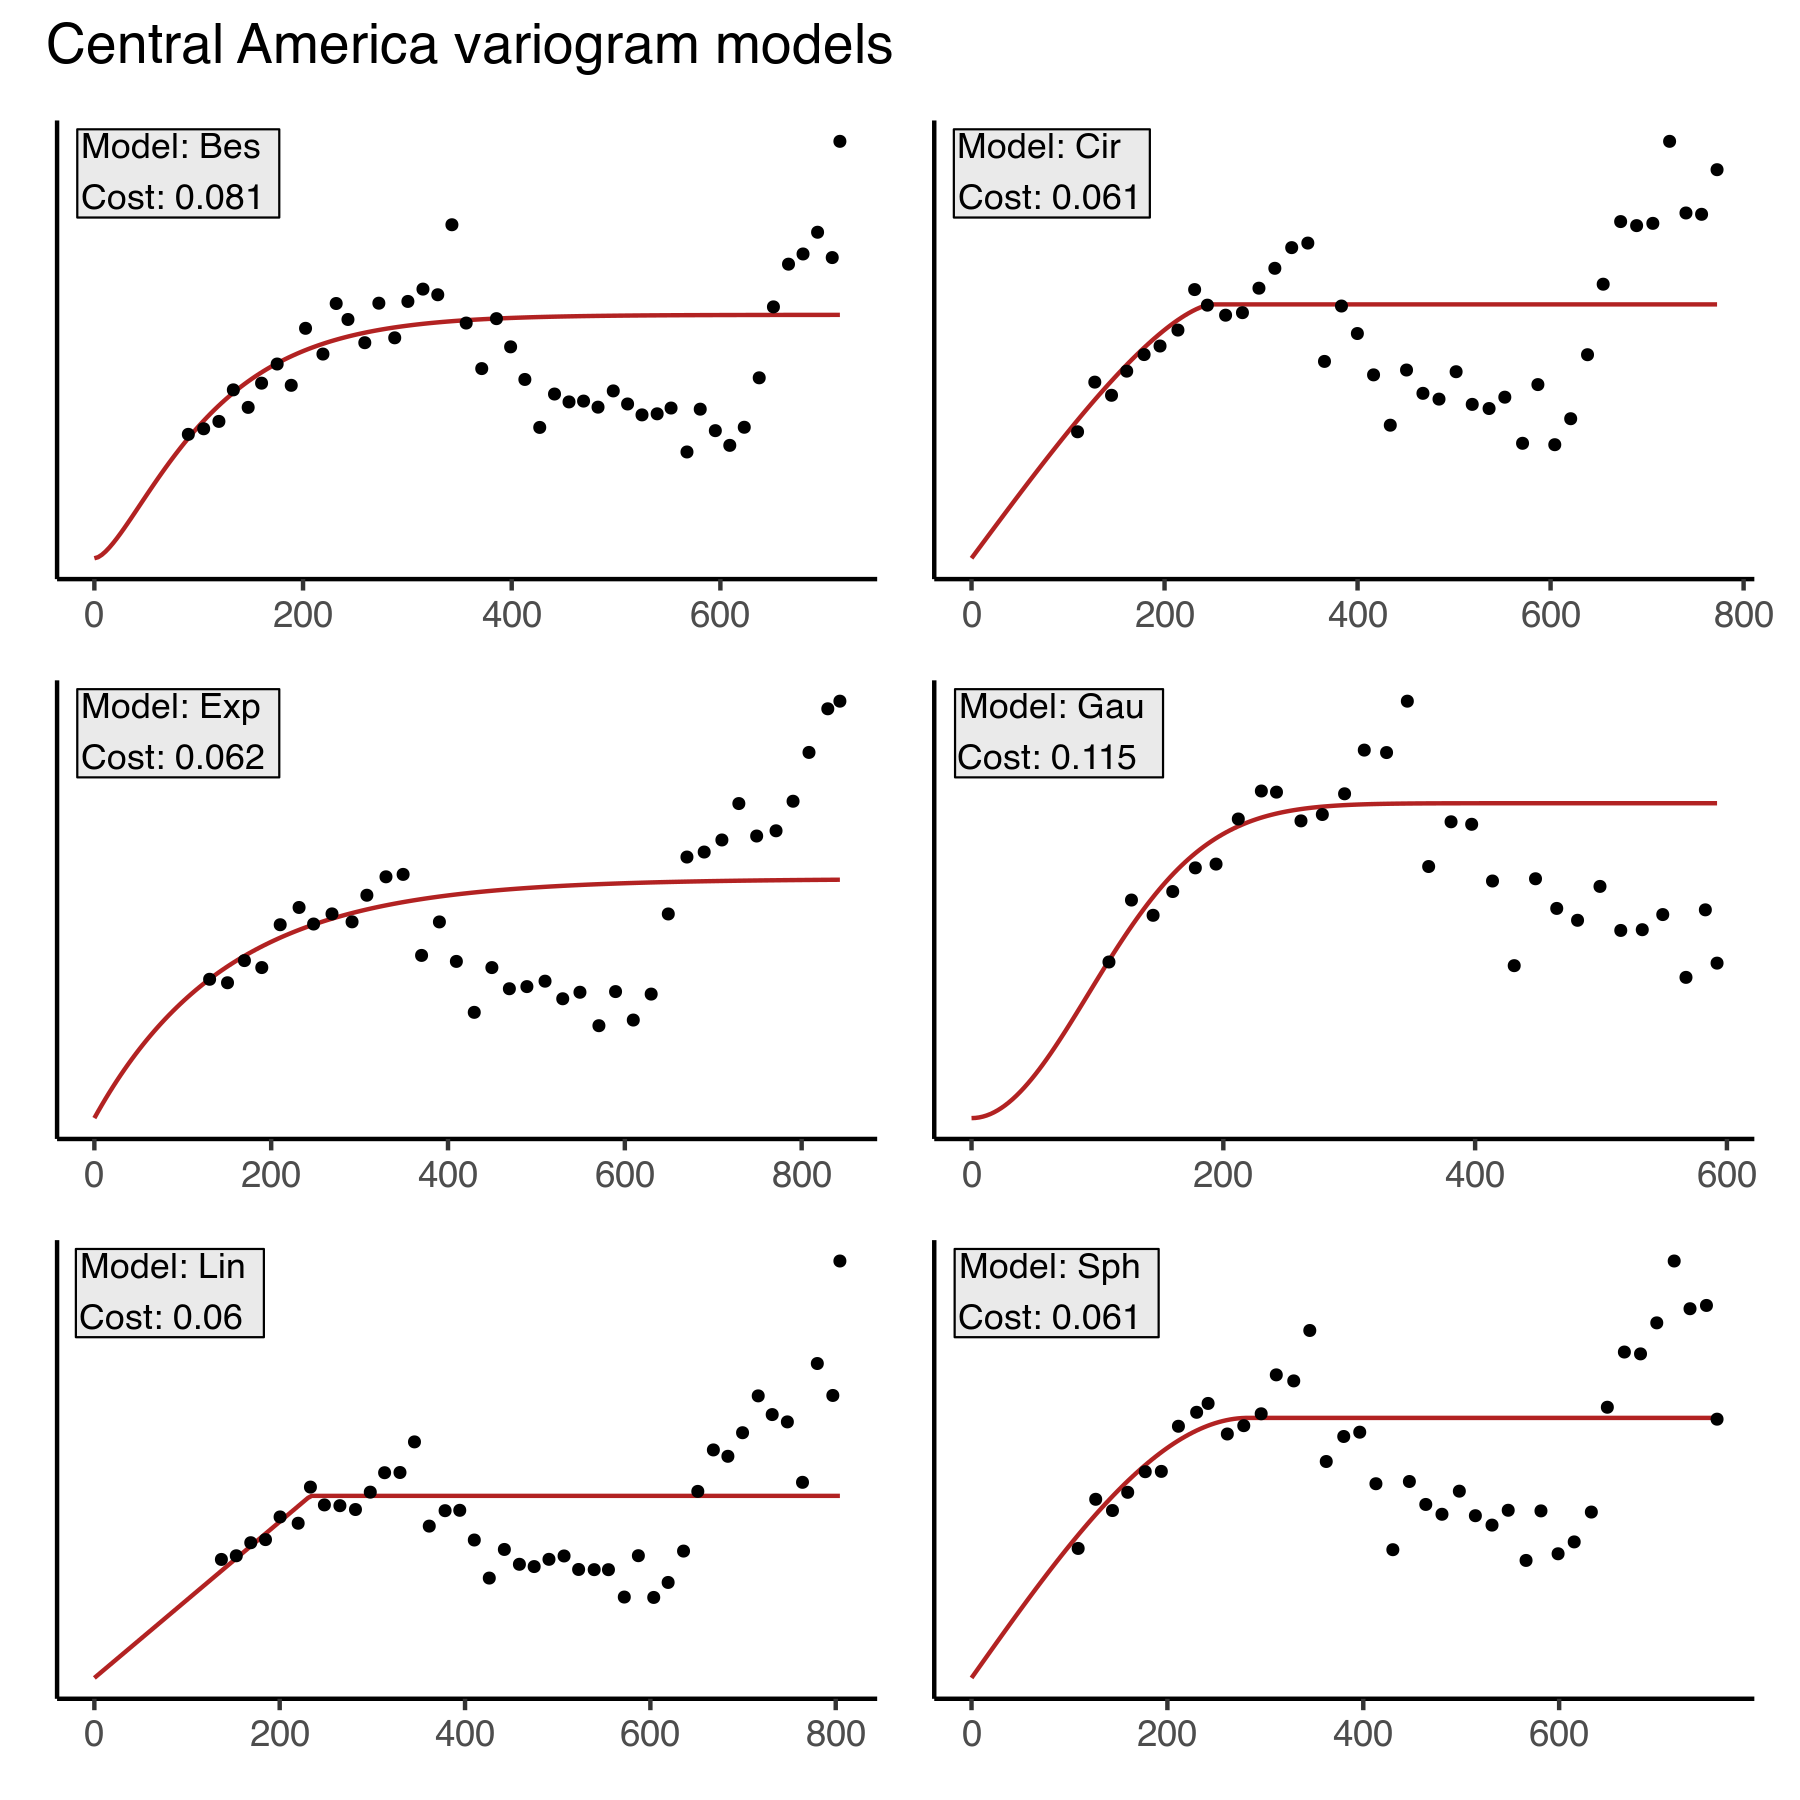 Central America variogram models
Model: Bes
Cost: 0.081
0 200 400 600
Model: Cir
Cost: 0.061
0 200 400 600 800
Model: Exp
Cost: 0.062
0 200 400 600 800
Model: Gau
Cost: 0.115
0 200 400 600
Model: Lin
Cost: 0.06
0 200 400 600 800
Model: Sph
Cost: 0.061
0 200 400 600